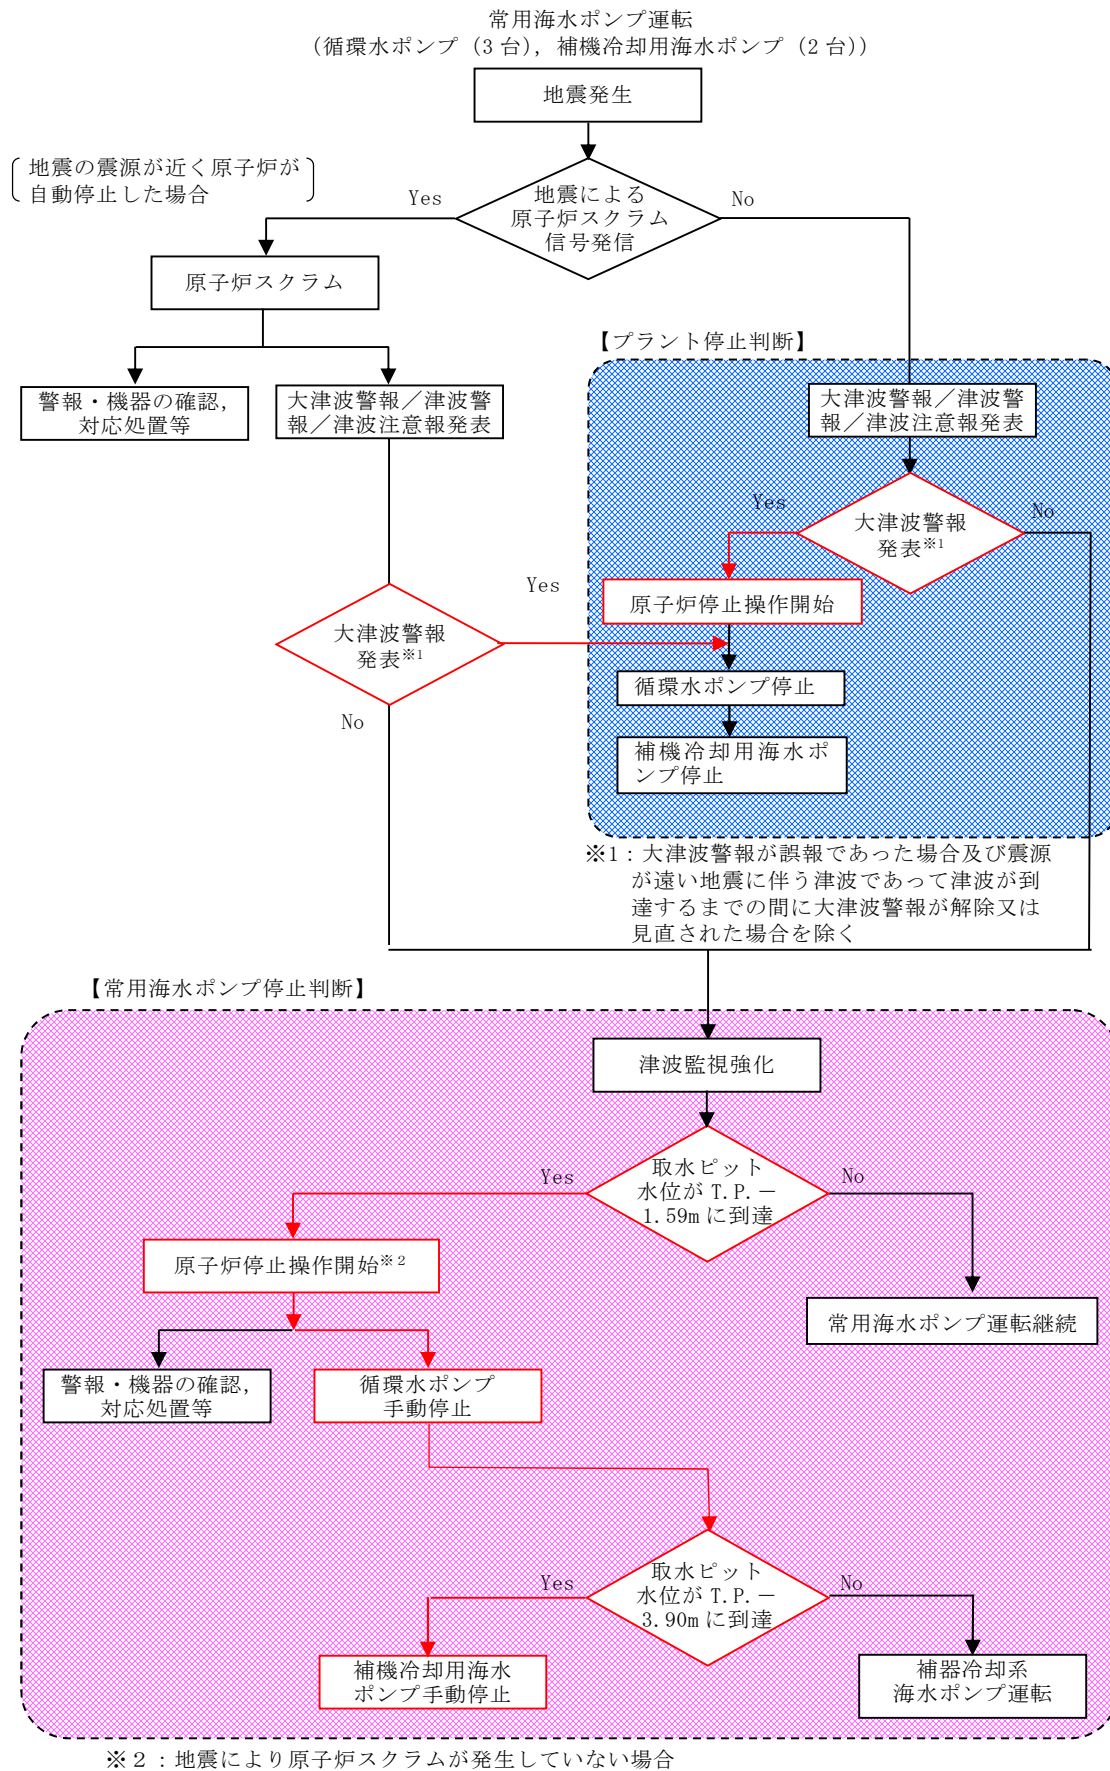 常用海水ポンプ運転
（循環水ポンプ（3 台），補機冷却用海水ポンプ（2 台））
地震発生
地震の震源が近く原子炉が
自動停止した場合
Yes
地震による
原子炉スクラム
信号発信
No
原子炉スクラム
【プラント停止判断】
警報・機器の確認，
対応処置等
大津波警報／津波警
報／津波注意報発表
大津波警報／津波警
報／津波注意報発表
Yes
大津波警報
発表※1
No
原子炉停止操作開始
Yes
大津波警報
発表※1
No
循環水ポンプ停止
補機冷却用海水ポ
ンプ停止
※1：大津波警報が誤報であった場合及び震源
が遠い地震に伴う津波であって津波が到
達するまでの間に大津波警報が解除又は
見直された場合を除く
【常用海水ポンプ停止判断】
津波監視強化
Yes
取水ピット
水位が T.P.－
1.59m に到達
No
原子炉停止操作開始※２
常用海水ポンプ運転継続
警報・機器の確認，
対応処置等
循環水ポンプ
手動停止
Yes
取水ピット
水位が T.P.－
3.90m に到達
No
補機冷却用海水
ポンプ手動停止
補器冷却系
海水ポンプ運転
※２：地震により原子炉スクラムが発生していない場合